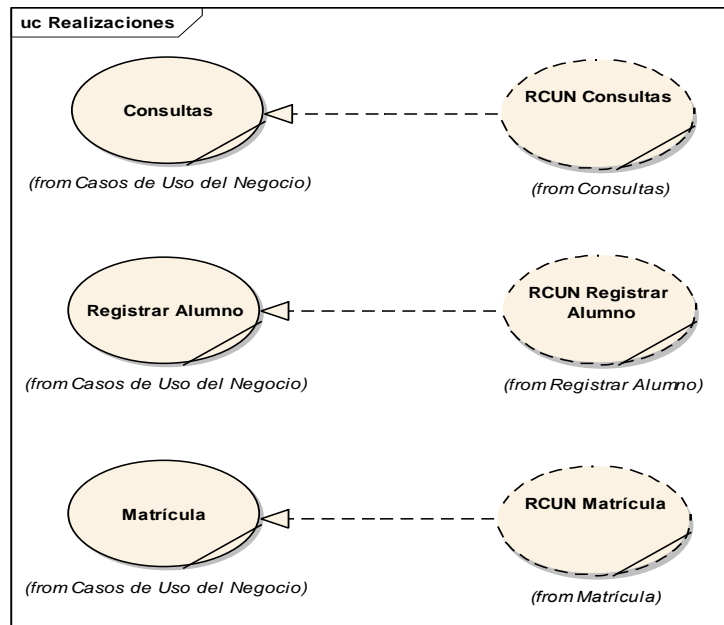 uc Realizaciones
Consultas
(from Casos de Uso del Negocio)
RCUN Consultas
(from Consultas)
Registrar Alumno
(from Casos de Uso del Negocio)
RCUN Registrar
Alumno
(from Registrar Alumno)
Matrícula
(from Casos de Uso del Negocio)
RCUN Matrícula
(from Matrícula)